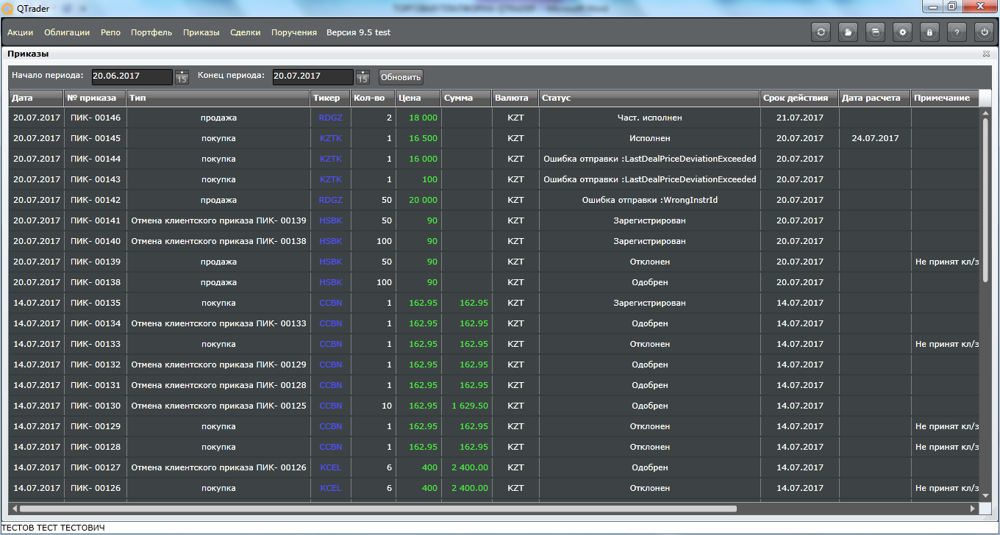 QTrader
Акции Облигации Репо Портфель Приказы Сделки Поручения Версия 9.5 test
Приказы
Начало периода: 20.06.2017 15 Конец периода: 20.07.2017 15 Обновить
Дата № приказа Тип Тикер Кол-во Цена Сумма Валюта Статус Срок действия Дата расчета Примечание
20.07.2017 ПИК- 00146 продажа RDGZ 2 18 000 KZT Част. исполнен 21.07.2017
20.07.2017 ПИК- 00145 покупка KZTK 1 16 500 KZT Исполнен 20.07.2017 24.07.2017
20.07.2017 ПИК- 00144 покупка KZTK 1 16 000 KZT Ошибка отправки :LastDealPriceDeviationExceeded 20.07.2017
20.07.2017 ПИК- 00143 покупка KZTK 1 100 KZT Ошибка отправки :LastDealPriceDeviationExceeded 20.07.2017
20.07.2017 ПИК- 00142 продажа RDGZ 50 20 000 KZT Ошибка отправки :WrongInstrId 20.07.2017
20.07.2017 ПИК- 00141 Отмена клиентского приказа ПИК- 00139 HSBK 50 90 KZT Зарегистрирован 20.07.2017
20.07.2017 ПИК- 00140 Отмена клиентского приказа ПИК- 00138 HSBK 100 90 KZT Зарегистрирован 20.07.2017
20.07.2017 ПИК- 00139 продажа HSBK 50 90 KZT Отклонен 20.07.2017 Не принят кл/з
20.07.2017 ПИК- 00138 продажа HSBK 100 90 KZT Одобрен 20.07.2017
14.07.2017 ПИК- 00135 покупка CCBN 1 162.95 162.95 KZT Зарегистрирован 14.07.2017
14.07.2017 ПИК- 00134 Отмена клиентского приказа ПИК- 00133 CCBN 1 162.95 162.95 KZT Одобрен 14.07.2017
14.07.2017 ПИК- 00133 покупка CCBN 1 162.95 162.95 KZT Отклонен 14.07.2017 Не принят кл/з
14.07.2017 ПИК- 00132 Отмена клиентского приказа ПИК- 00129 CCBN 1 162.95 162.95 KZT Одобрен 14.07.2017
14.07.2017 ПИК- 00131 Отмена клиентского приказа ПИК- 00128 CCBN 1 162.95 162.95 KZT Одобрен 14.07.2017
14.07.2017 ПИК- 00130 Отмена клиентского приказа ПИК- 00125 CCBN 10 162.95 1 629.50 KZT Одобрен 14.07.2017
14.07.2017 ПИК- 00129 покупка CCBN 1 162.95 162.95 KZT Отклонен 14.07.2017 Не принят кл/з
14.07.2017 ПИК- 00128 покупка CCBN 1 162.95 162.95 KZT Отклонен 14.07.2017 Не принят кл/з
14.07.2017 ПИК- 00127 Отмена клиентского приказа ПИК- 00126 KCEL 6 400 2 400.00 KZT Одобрен 14.07.2017
14.07.2017 ПИК- 00126 покупка KCEL 6 400 2 400.00 KZT Отклонен 14.07.2017 Не принят кл/з
ТЕСТОВ ТЕСТ ТЕСТОВИЧ